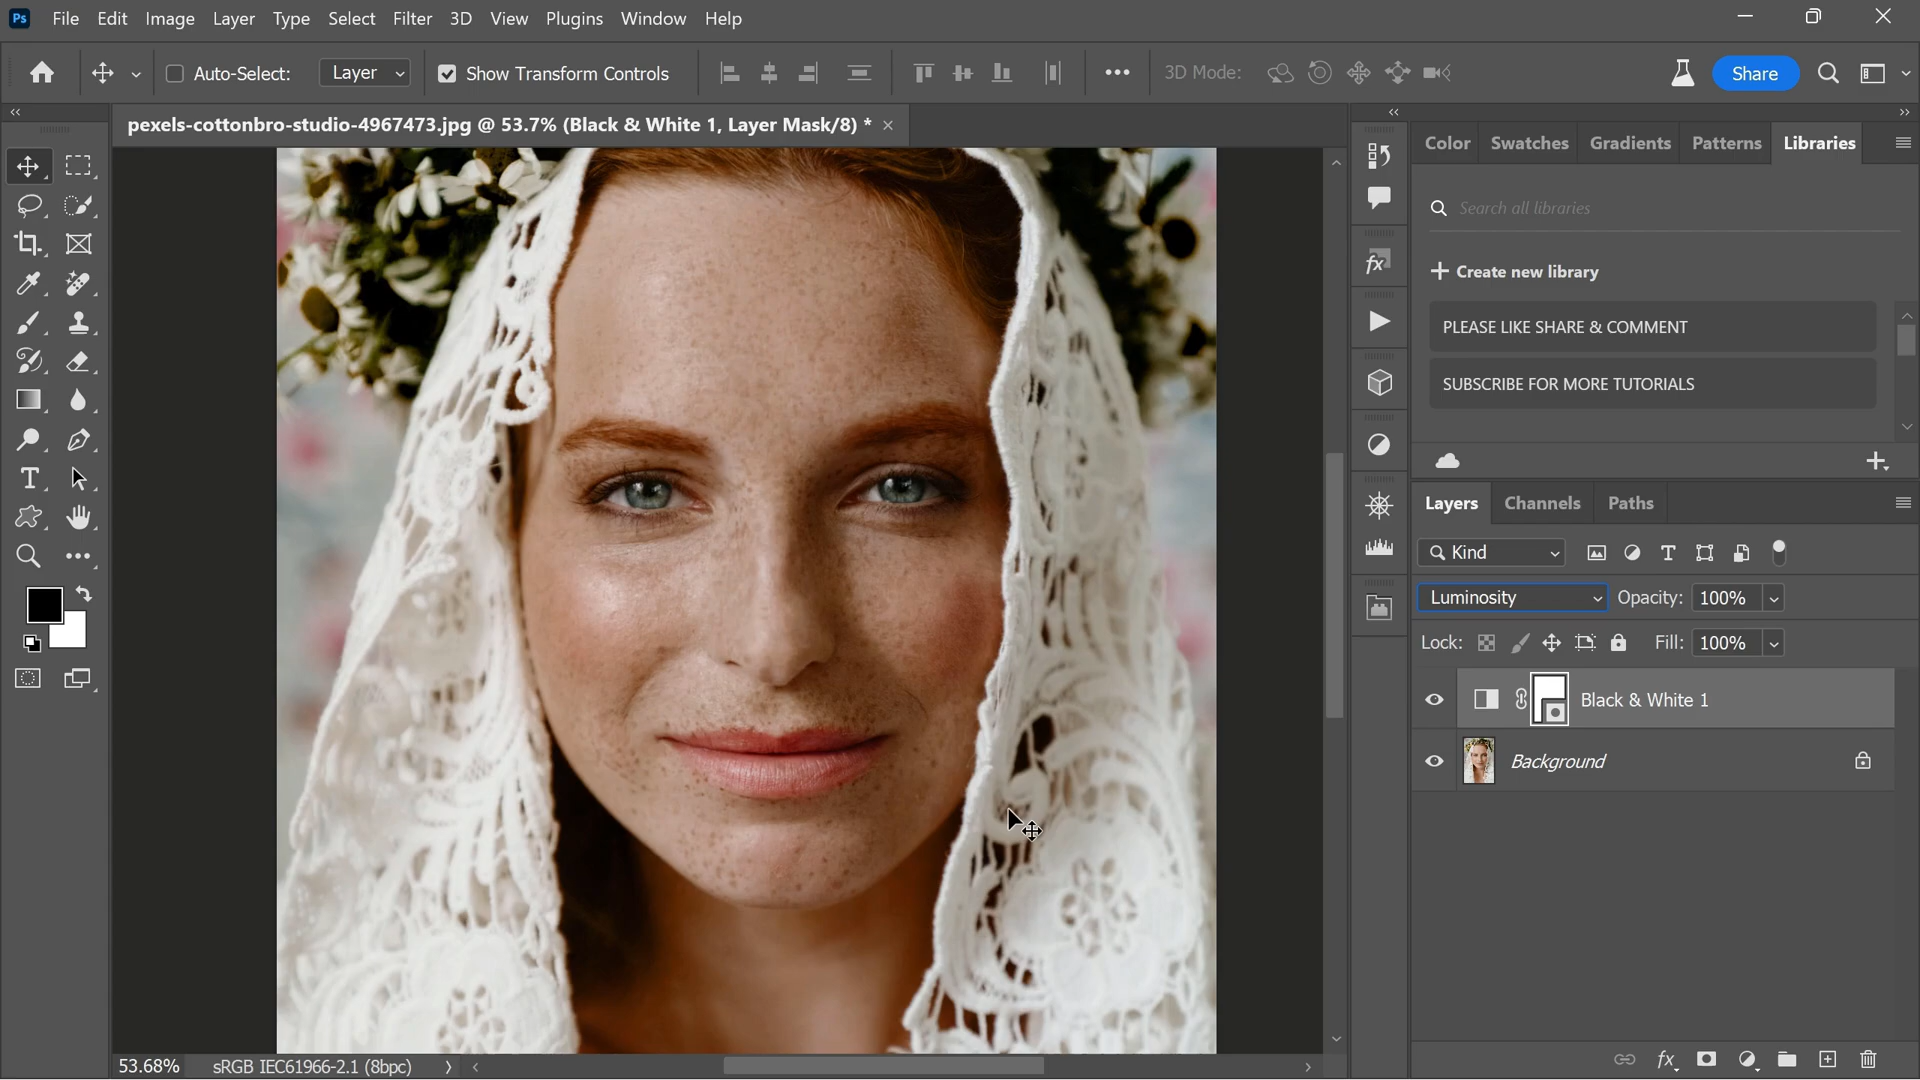 Ps File Edit Image Layer Type Select Filter 3D View Plugins Window Help
Auto-Select: Layer Show Transform Controls 3D Mode: Share
pexels-cottonbro-studio-4967473.jpg @ 53.7% (Black & White 1, Layer Mask/8) *
Color Swatches Gradients Patterns Libraries
Search all libraries
Create new library
PLEASE LIKE SHARE & COMMENT
SUBSCRIBE FOR MORE TUTORIALS
Layers Channels Paths
Kind
Luminosity Opacity: 100%
Lock: Fill: 100%
Black & White 1
Background
53.68% sRGB IEC61966-2.1 (8bpc)